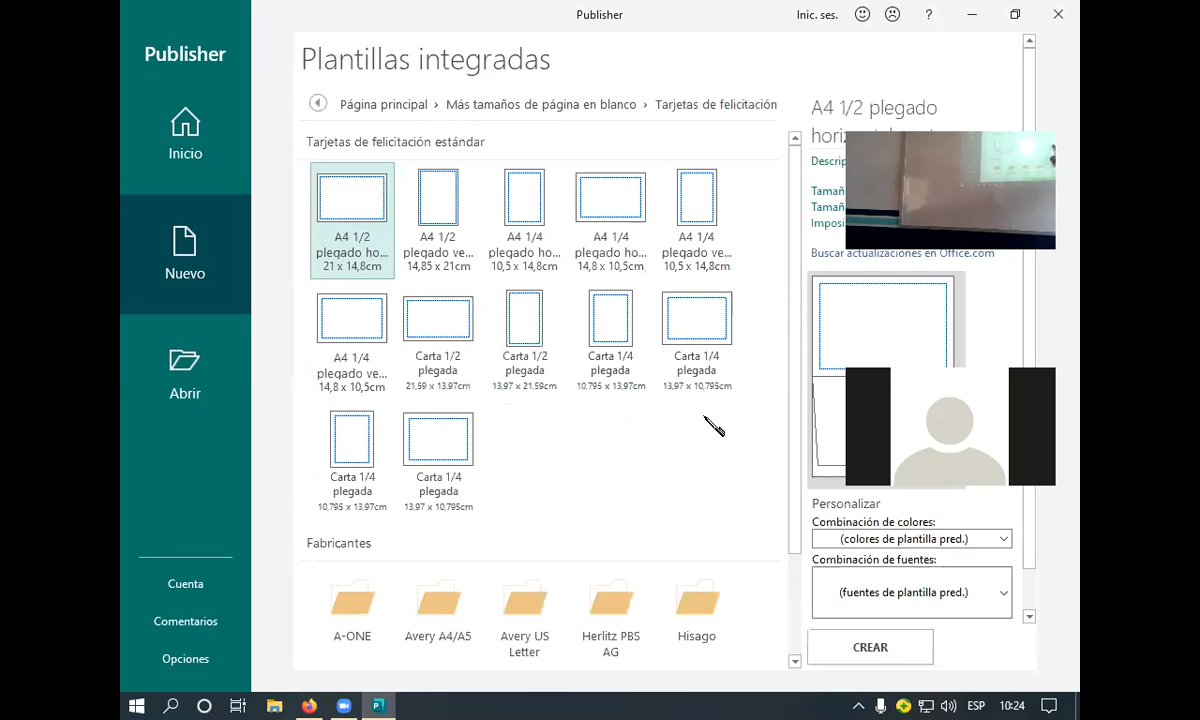 Publisher
Inic. ses.
?
Publisher
Inicio
Nuevo
Abrir
Cuenta
Comentarios
Opciones
Plantillas integradas
Página principal › Más tamaños de página en blanco › Tarjetas de felicitación
Tarjetas de felicitación estándar
A4 1/2
plegado ho...
21 x 14,8cm
A4 1/2
plegado ve...
14,85 x 21cm
A4 1/4
plegado ho...
10,5 x 14,8cm
A4 1/4
plegado ho...
14,8 x 10,5cm
A4 1/4
plegado ve...
10,5 x 14,8cm
A4 1/4
plegado ve...
14,8 x 10,5cm
Carta 1/2
plegada
21,59 x 13,97cm
Carta 1/2
plegada
13,97 x 21,59cm
Carta 1/4
plegada
10,795 x 13,97cm
Carta 1/4
plegada
13,97 x 10,795cm
Carta 1/4
plegada
10,795 x 13,97cm
Carta 1/4
plegada
13,97 x 10,795cm
Fabricantes
A-ONE
Avery A4/A5
Avery US
Letter
Herlitz PBS
AG
Hisago
A4 1/2 plegado
Descrip
Tamañ
Tamañ
Imposi
Buscar actualizaciones en Office.com
Personalizar
Combinación de colores:
(colores de plantilla pred.)
Combinación de fuentes:
(fuentes de plantilla pred.)
CREAR
ESP
10:24